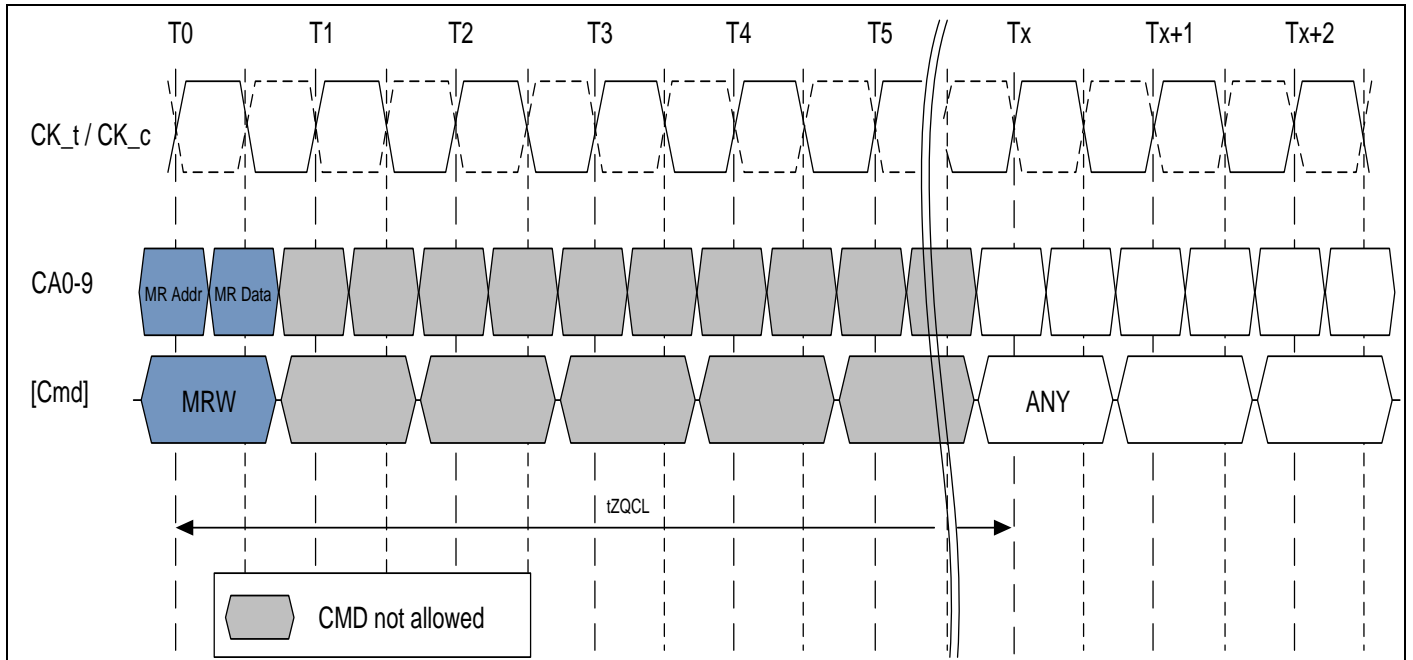 T0 T1 T2 T3 T4 T5 Tx Tx+1 Tx+2
CK_t / CK_c
CA0-9 MR Addr MR Data
[Cmd] MRW ANY
tZQCL
CMD not allowed